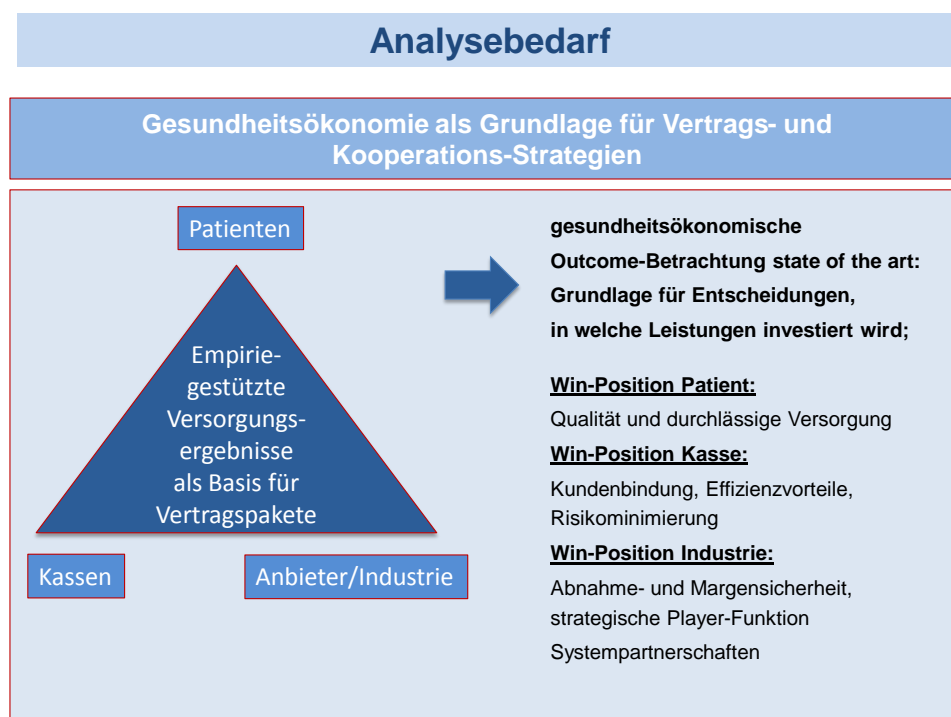 Analysebedarf
Gesundheitsökonomie als Grundlage für Vertrags- und
Kooperations-Strategien
Patienten
Empirie-
gestützte
Versorgungs-
ergebnisse
als Basis für
Vertragspakete
Kassen
Anbieter/Industrie
gesundheitsökonomische
Outcome-Betrachtung state of the art:
Grundlage für Entscheidungen,
in welche Leistungen investiert wird;
Win-Position Patient:
Qualität und durchlässige Versorgung
Win-Position Kasse:
Kundenbindung, Effizienzvorteile,
Risikominimierung
Win-Position Industrie:
Abnahme- und Margensicherheit,
strategische Player-Funktion
Systempartnerschaften